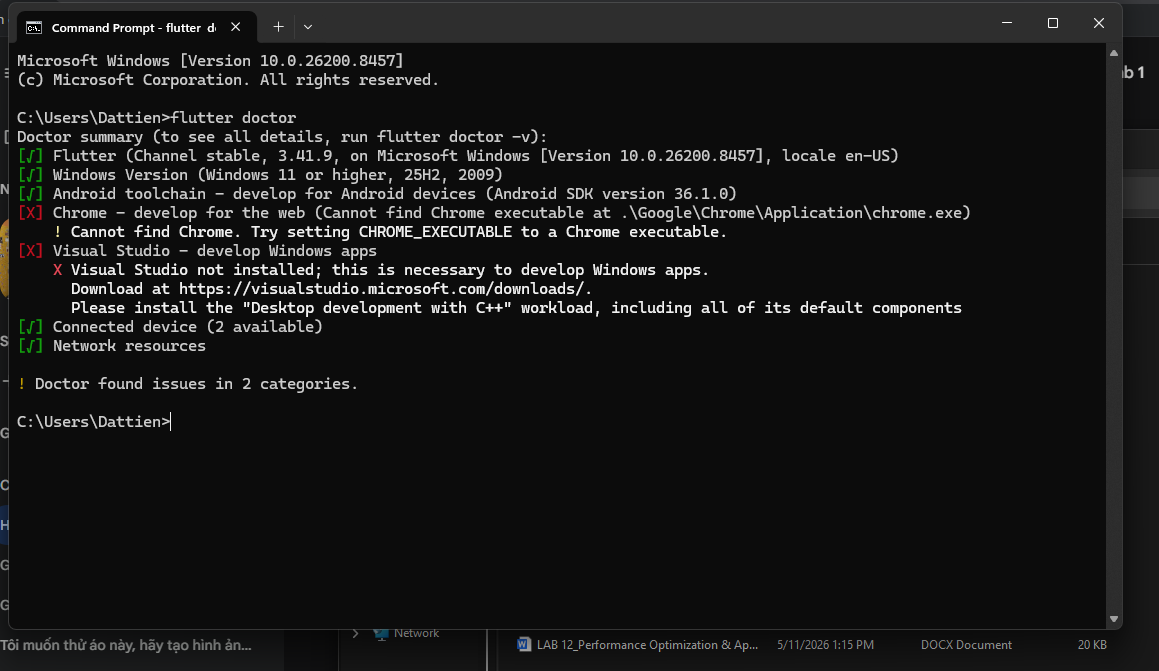 Command Prompt - flutter d
Microsoft Windows [Version 10.0.26200.8457]
(c) Microsoft Corporation. All rights reserved.
C:\Users\Dattien>flutter doctor
Doctor summary (to see all details, run flutter doctor -v):
[√] Flutter (Channel stable, 3.41.9, on Microsoft Windows [Version 10.0.26200.8457], locale en-US)
[√] Windows Version (Windows 11 or higher, 25H2, 2009)
[√] Android toolchain - develop for Android devices (Android SDK version 36.1.0)
[X] Chrome - develop for the web (Cannot find Chrome executable at .\Google\Chrome\Application\chrome.exe)
! Cannot find Chrome. Try setting CHROME_EXECUTABLE to a Chrome executable.
[X] Visual Studio - develop Windows apps
X Visual Studio not installed; this is necessary to develop Windows apps.
Download at https://visualstudio.microsoft.com/downloads/.
Please install the "Desktop development with C++" workload, including all of its default components
[√] Connected device (2 available)
[√] Network resources
! Doctor found issues in 2 categories.
C:\Users\Dattien>
b 1
Tôi muốn thử áo này, hãy tạo hình ản...
Network
LAB 12_Performance Optimization & Ap... 5/11/2026 1:15 PM DOCX Document 20 KB